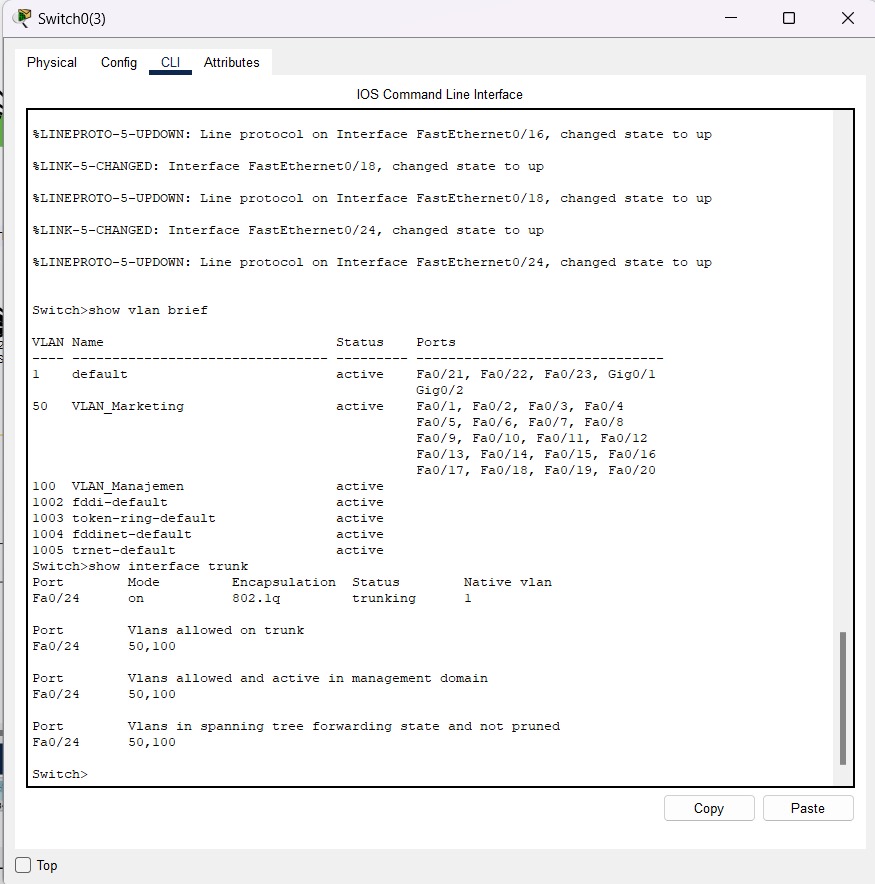 Switch0(3)
Physical Config CLI Attributes
IOS Command Line Interface
%LINEPROTO-5-UPDOWN: Line protocol on Interface FastEthernet0/16, changed state to up
%LINK-5-CHANGED: Interface FastEthernet0/18, changed state to up
%LINEPROTO-5-UPDOWN: Line protocol on Interface FastEthernet0/18, changed state to up
%LINK-5-CHANGED: Interface FastEthernet0/24, changed state to up
%LINEPROTO-5-UPDOWN: Line protocol on Interface FastEthernet0/24, changed state to up
Switch>show vlan brief
VLAN Name                             Status    Ports
---- -------------------------------- --------- -------------------------------
1    default                          active    Fa0/21, Fa0/22, Fa0/23, Gig0/1
                                                Gig0/2
50   VLAN_Marketing                   active    Fa0/1, Fa0/2, Fa0/3, Fa0/4
                                                Fa0/5, Fa0/6, Fa0/7, Fa0/8
                                                Fa0/9, Fa0/10, Fa0/11, Fa0/12
                                                Fa0/13, Fa0/14, Fa0/15, Fa0/16
                                                Fa0/17, Fa0/18, Fa0/19, Fa0/20
100  VLAN_Manajemen                   active
1002 fddi-default                     active
1003 token-ring-default               active
1004 fddinet-default                  active
1005 trnet-default                    active
Switch>show interface trunk
Port        Mode         Encapsulation  Status        Native vlan
Fa0/24      on           802.1q         trunking      1
Port        Vlans allowed on trunk
Fa0/24      50,100
Port        Vlans allowed and active in management domain
Fa0/24      50,100
Port        Vlans in spanning tree forwarding state and not pruned
Fa0/24      50,100
Switch>
Copy Paste
Top